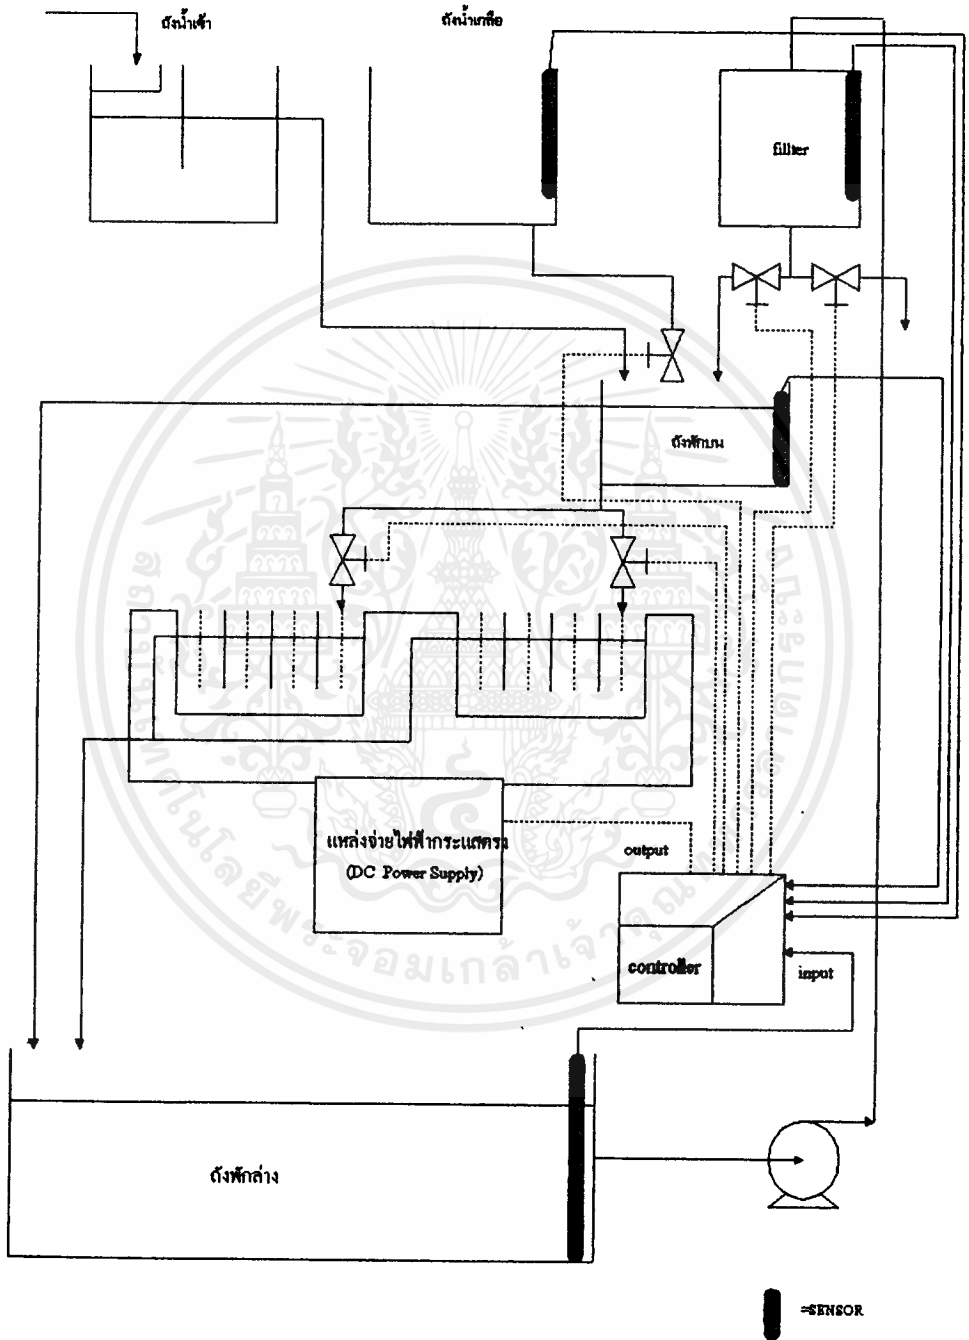 ถังน้ำเข้า
ถังน้ำเกลือ
filter
ถังพักบน
แหล่งจ่ายไฟฟ้ากระแสตรง
(DC Power Supply)
output
controller
input
ถังพักล่าง
=SENSOR